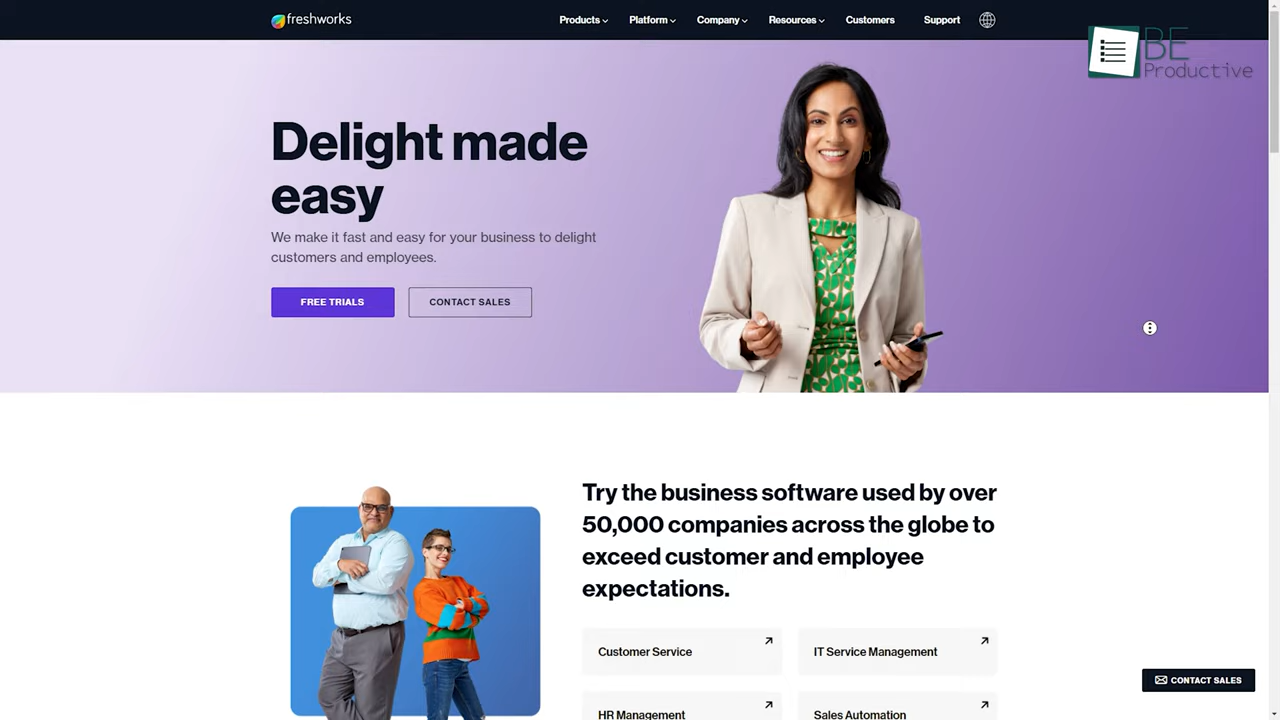 freshworks
Products
Platform
Company
Resources
Customers
Support
BE
Productive
Delight made
easy
We make it fast and easy for your business to delight
customers and employees.
FREE TRIALS
CONTACT SALES
Try the business software used by over
50,000 companies across the globe to
exceed customer and employee
expectations.
Customer Service
IT Service Management
CONTACT SALES
HR Management
Sales Automation